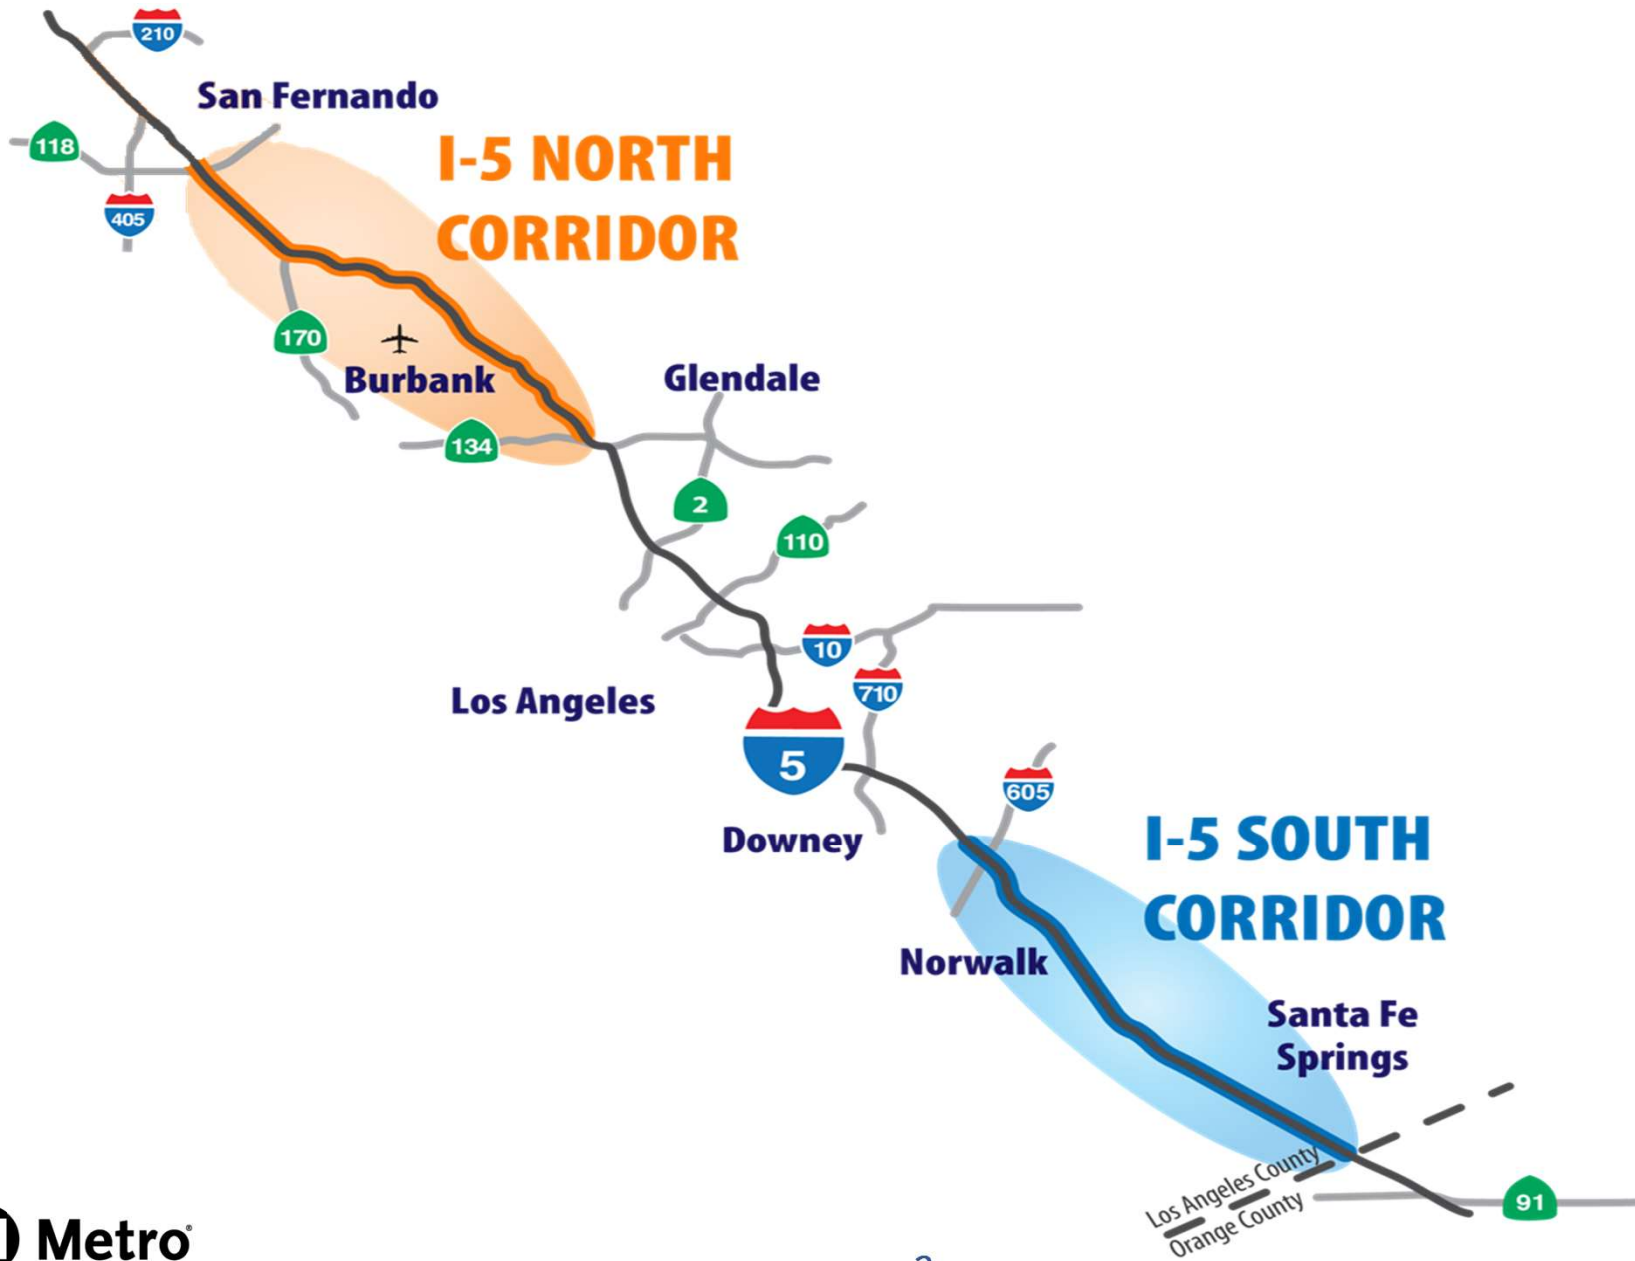 210
San Fernando
118
I-5 NORTH
CORRIDOR
405
170
Burbank
Glendale
134
2
110
10
Los Angeles
710
5
605
Downey
I-5 SOUTH
CORRIDOR
Norwalk
Santa Fe
Springs
Los Angeles County
Orange County
91
Metro